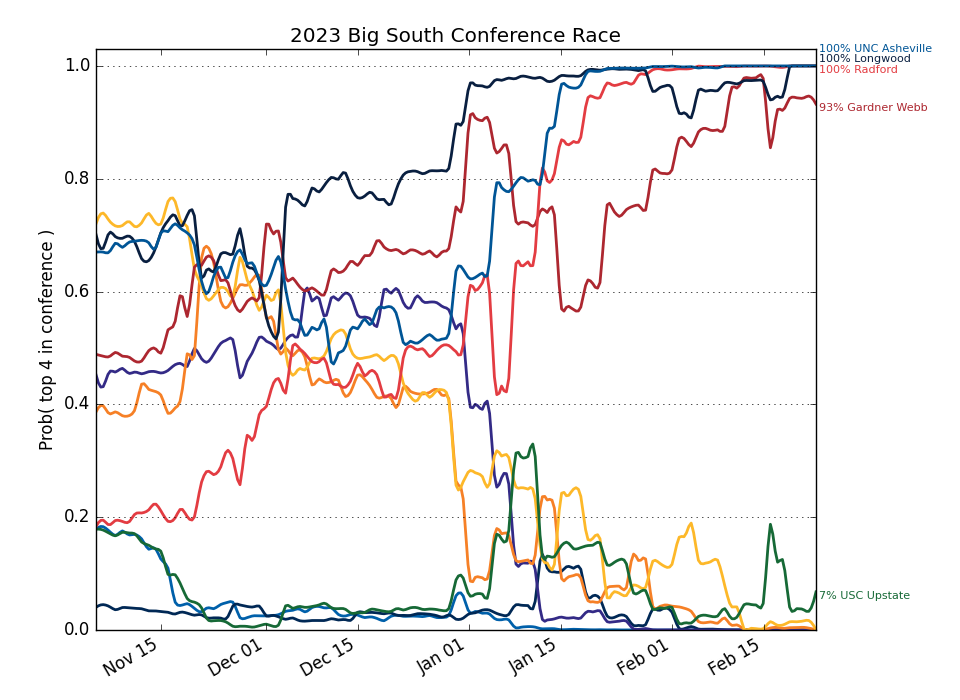 2023 Big South Conference Race
100% UNC Asheville
100% Longwood
100% Radford
93% Gardner Webb
7% USC Upstate
Prob( top 4 in conference )
1.0
0.8
0.6
0.4
0.2
0.0
Nov 15
Dec 01
Dec 15
Jan 01
Jan 15
Feb 01
Feb 15